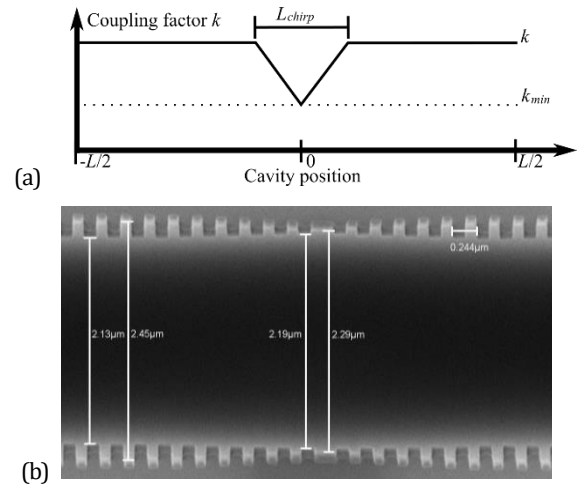 Coupling factor k
L_chirp
k
k_min
-L/2
0
L/2
Cavity position
(a)
0.244µm
2.13µm
2.45µm
2.19µm
2.29µm
(b)